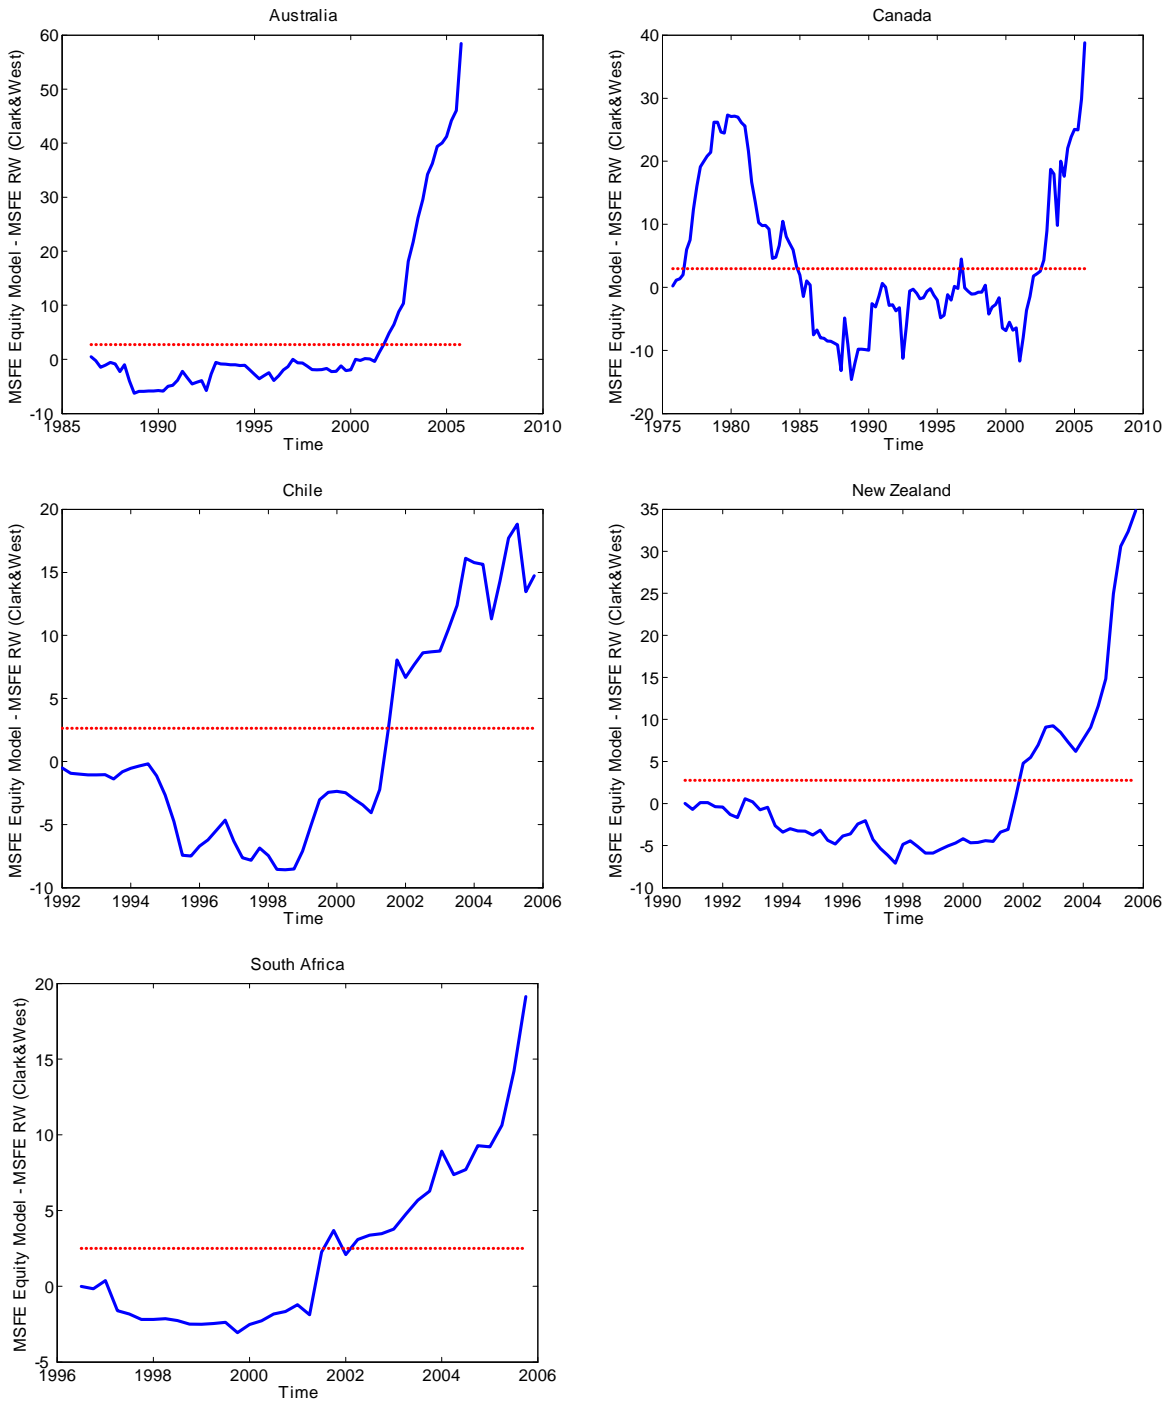 Australia
MSFE Equity Model - MSFE RW (Clark&West)
60
50
40
30
20
10
0
-10
1985 1990 1995 2000 2005 2010
Time
Canada
MSFE Equity Model - MSFE RW (Clark&West)
40
30
20
10
0
-10
-20
1975 1980 1985 1990 1995 2000 2005 2010
Time
Chile
MSFE Equity Model - MSFE RW (Clark&West)
20
15
10
5
0
-5
-10
1992 1994 1996 1998 2000 2002 2004 2006
Time
New Zealand
MSFE Equity Model - MSFE RW (Clark&West)
35
30
25
20
15
10
5
0
-5
-10
1990 1992 1994 1996 1998 2000 2002 2004 2006
Time
South Africa
MSFE Equity Model - MSFE RW (Clark&West)
20
15
10
5
0
-5
1996 1998 2000 2002 2004 2006
Time